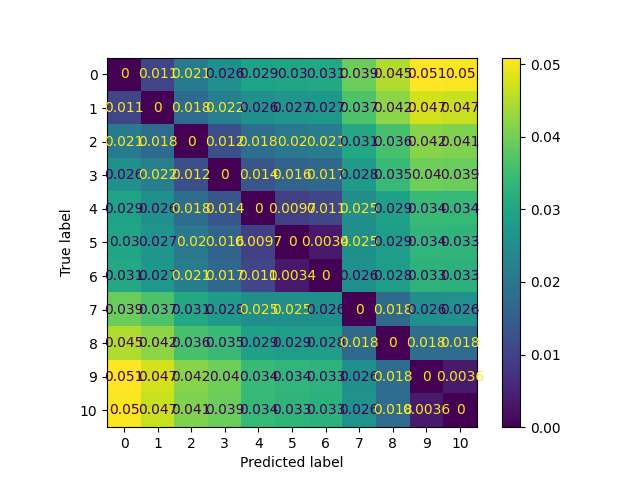 0 0 0.011 0.021 0.026 0.029 0.03 0.03 0.031 0.039 0.045 0.051 0.05
1 0.011 0 0.018 0.022 0.026 0.027 0.027 0.037 0.042 0.047 0.047
2 0.021 0.018 0 0.012 0.018 0.02 0.021 0.031 0.036 0.042 0.041
3 0.026 0.022 0.012 0 0.014 0.016 0.017 0.028 0.035 0.04 0.039
4 0.029 0.026 0.018 0.014 0 0.0097 0.011 0.025 0.029 0.034 0.034
5 0.03 0.027 0.02 0.016 0.0097 0 0.0034 0.025 0.029 0.034 0.033
6 0.031 0.027 0.021 0.017 0.011 0.0034 0 0.026 0.028 0.033 0.033
7 0.039 0.037 0.031 0.028 0.025 0.025 0.026 0 0.018 0.026 0.026
8 0.045 0.042 0.036 0.035 0.029 0.029 0.028 0.018 0 0.018 0.018
9 0.051 0.047 0.042 0.04 0.034 0.034 0.033 0.026 0.018 0 0.0036
10 0.05 0.047 0.041 0.039 0.034 0.033 0.033 0.026 0.018 0.0036 0
0 1 2 3 4 5 6 7 8 9 10
Predicted label
True label
0.05
0.04
0.03
0.02
0.01
0.00